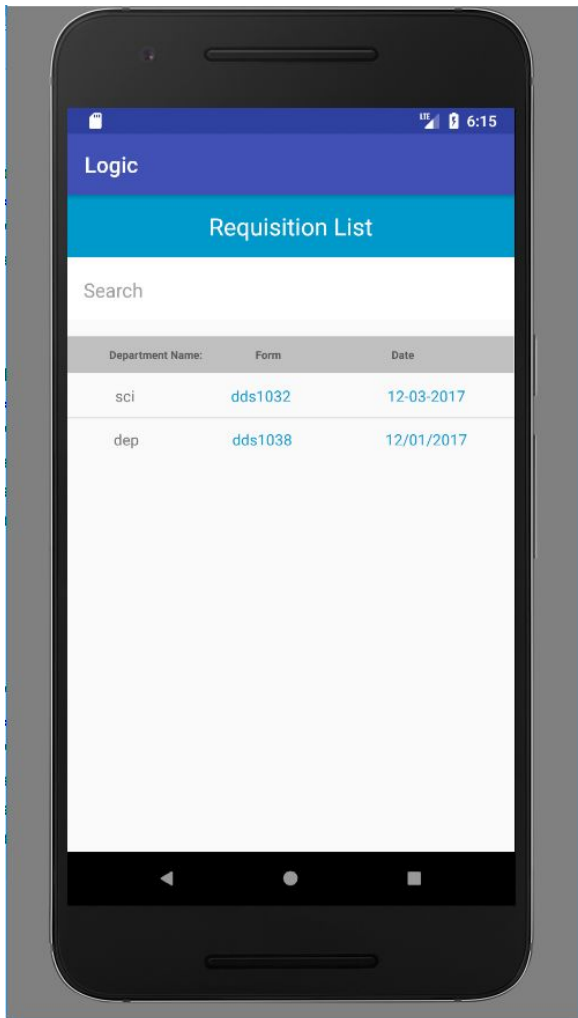 LTE 6:15
Logic
Requisition List
Search
Department Name: Form Date
sci dds1032 12-03-2017
dep dds1038 12/01/2017